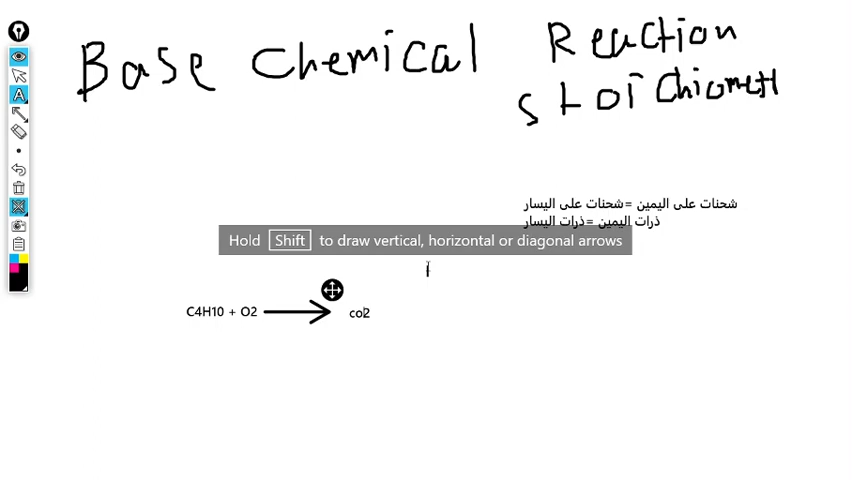 Base Chemical Reaction
Stoichiomet
شحنات على اليمين =شحنات على اليسار
ذرات اليمين =ذرات اليسار
Hold Shift to draw vertical, horizontal or diagonal arrows
C4H10 + O2 co2
A